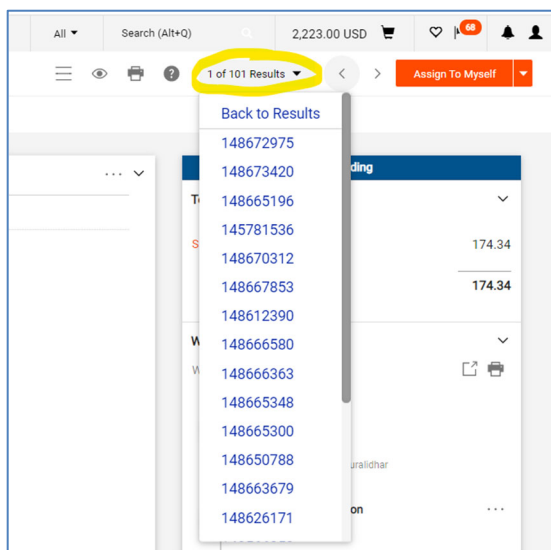 All Search (Alt+Q) 2,223.00 USD 68
1 of 101 Results Assign To Myself
Back to Results
148672975
148673420
ding
148665196
145781536
148670312
174.34
148667853
174.34
148612390
148666580
148666363
148665348
148665300
148650788
uralidhar
148663679
148626171
on